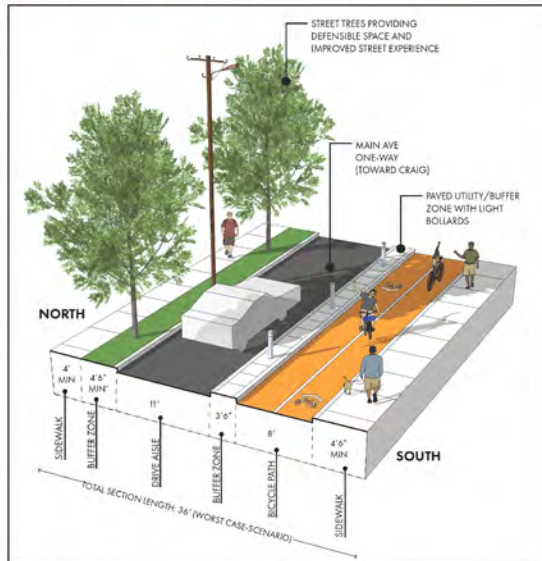 STREET TREES PROVIDING
DEFENSIBLE SPACE AND
IMPROVED STREET EXPERIENCE
MAIN AVE
ONE-WAY
(TOWARD CRAIG)
PAVED UTILITY/BUFFER
ZONE WITH LIGHT
BOLLARDS
NORTH
4'
MIN
4'6"
MIN'
11'
3'6"
8'
4'6"
MIN
SOUTH
SIDEWALK
BUFFER ZONE
DRIVE AISLE
BUFFER ZONE
BICYCLE PATH
SIDEWALK
TOTAL SECTION LENGTH: 36' (WORST CASE-SCENARIO)